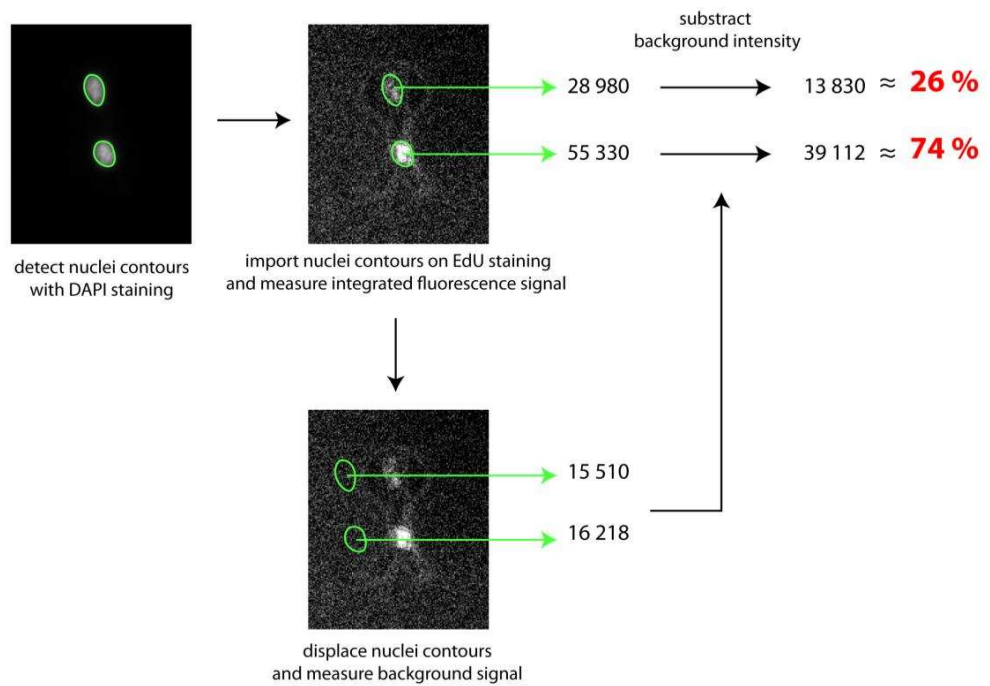 substract
background intensity
28 980 13 830 ≈ 26 %
55 330 39 112 ≈ 74 %
detect nuclei contours
with DAPI staining
import nuclei contours on EdU staining
and measure integrated fluorescence signal
15 510
16 218
displace nuclei contours
and measure background signal